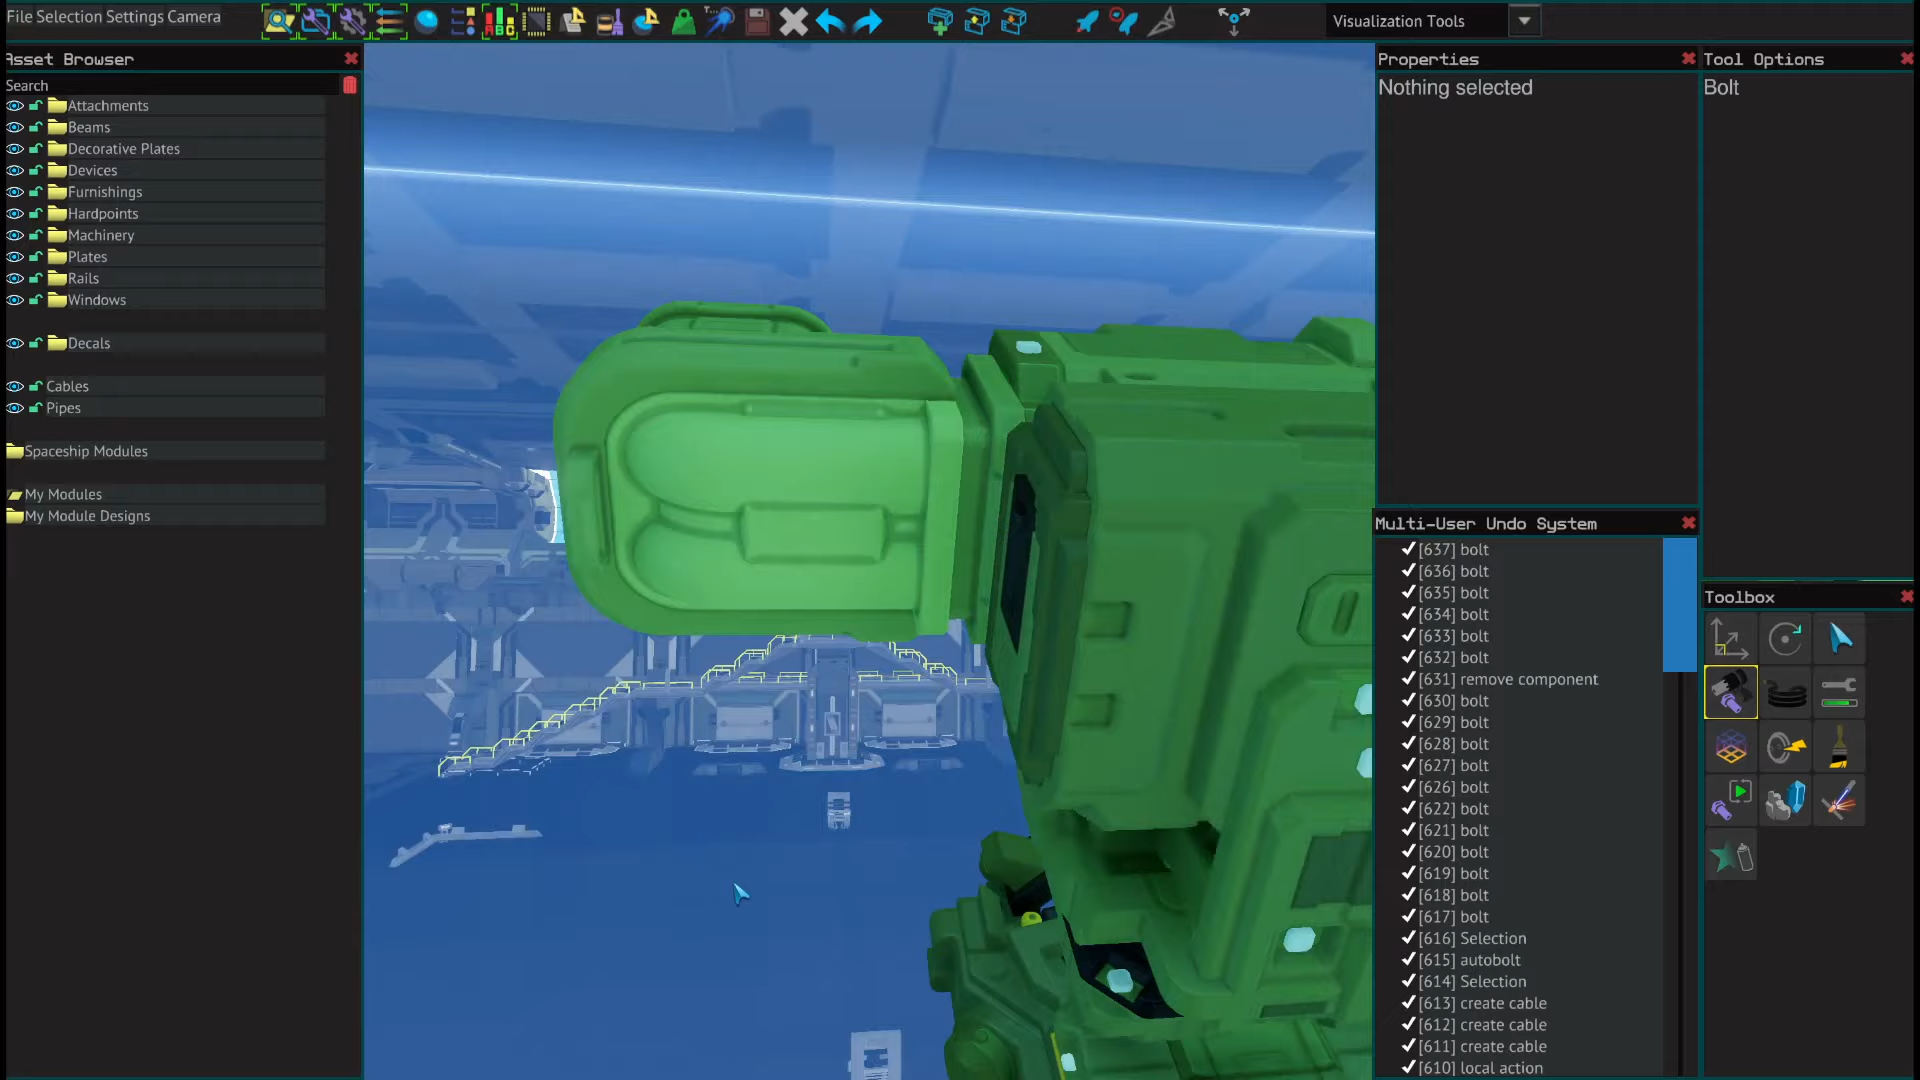 File Selection Settings Camera
ABC
Visualization Tools
Asset Browser
Search
Attachments
Beams
Decorative Plates
Devices
Furnishings
Hardpoints
Machinery
Plates
Rails
Windows
Decals
Cables
Pipes
Spaceship Modules
My Modules
My Module Designs
Properties
Nothing selected
Tool Options
Bolt
Multi-User Undo System
[637] bolt
[636] bolt
[635] bolt
[634] bolt
[633] bolt
[632] bolt
[631] remove component
[630] bolt
[629] bolt
[628] bolt
[627] bolt
[626] bolt
[622] bolt
[621] bolt
[620] bolt
[619] bolt
[618] bolt
[617] bolt
[616] Selection
[615] autobolt
[614] Selection
[613] create cable
[612] create cable
[611] create cable
[610] local action
Toolbox